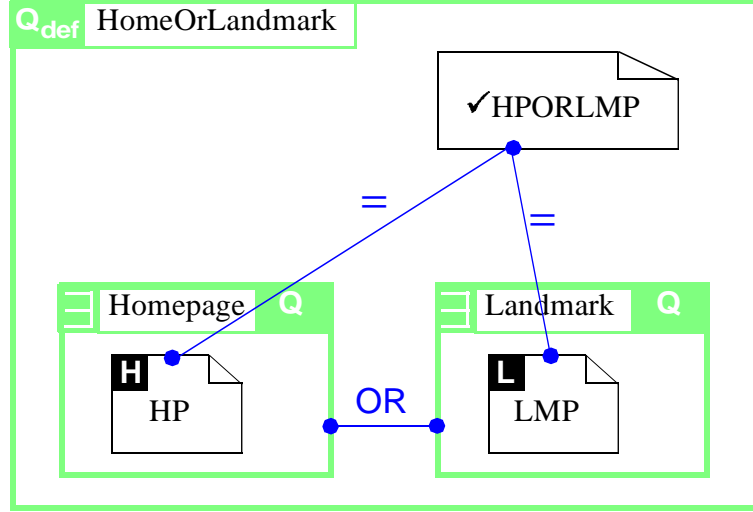 Qdef HomeOrLandmark
✓HPORLMP
=
=
Homepage Q
Landmark Q
H
HP
OR
L
LMP